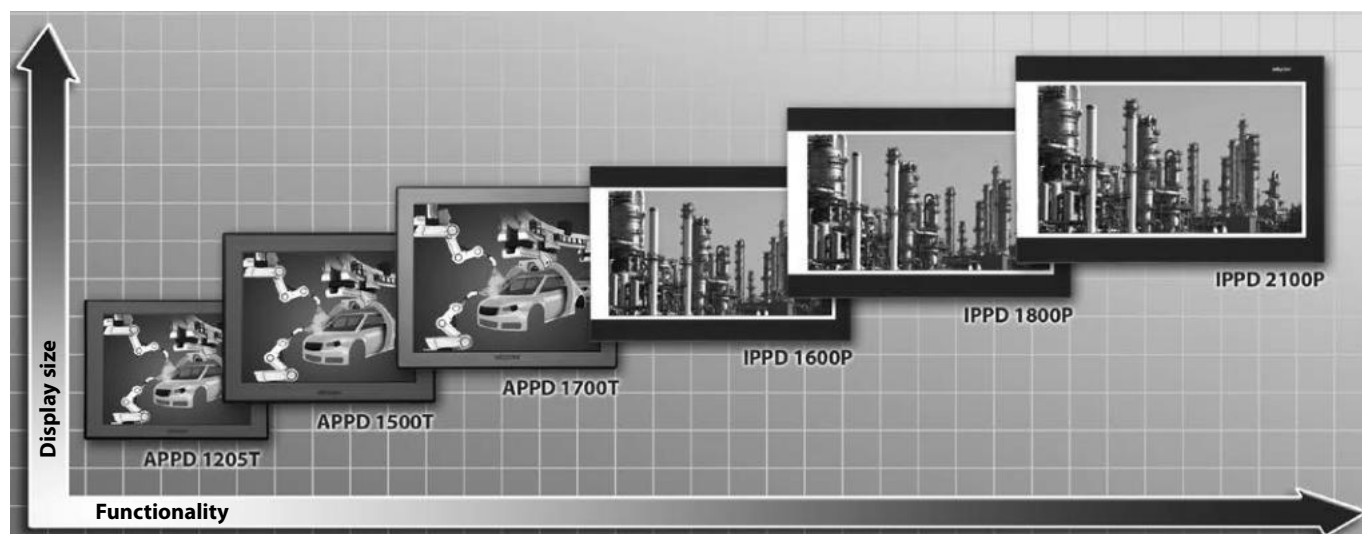 IPPD 2100P
IPPD 1800P
IPPD 1600P
APPD 1700T
APPD 1500T
APPD 1205T
Display size
Functionality